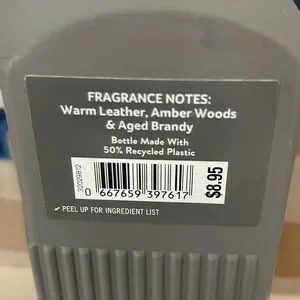 FRAGRANCE NOTES:
Warm Leather, Amber Woods
& Aged Brandy
Bottle Made With
50% Recycled Plastic
32029812
0 667659 397617
$8.95
✓ PEEL UP FOR INGREDIENT LIST